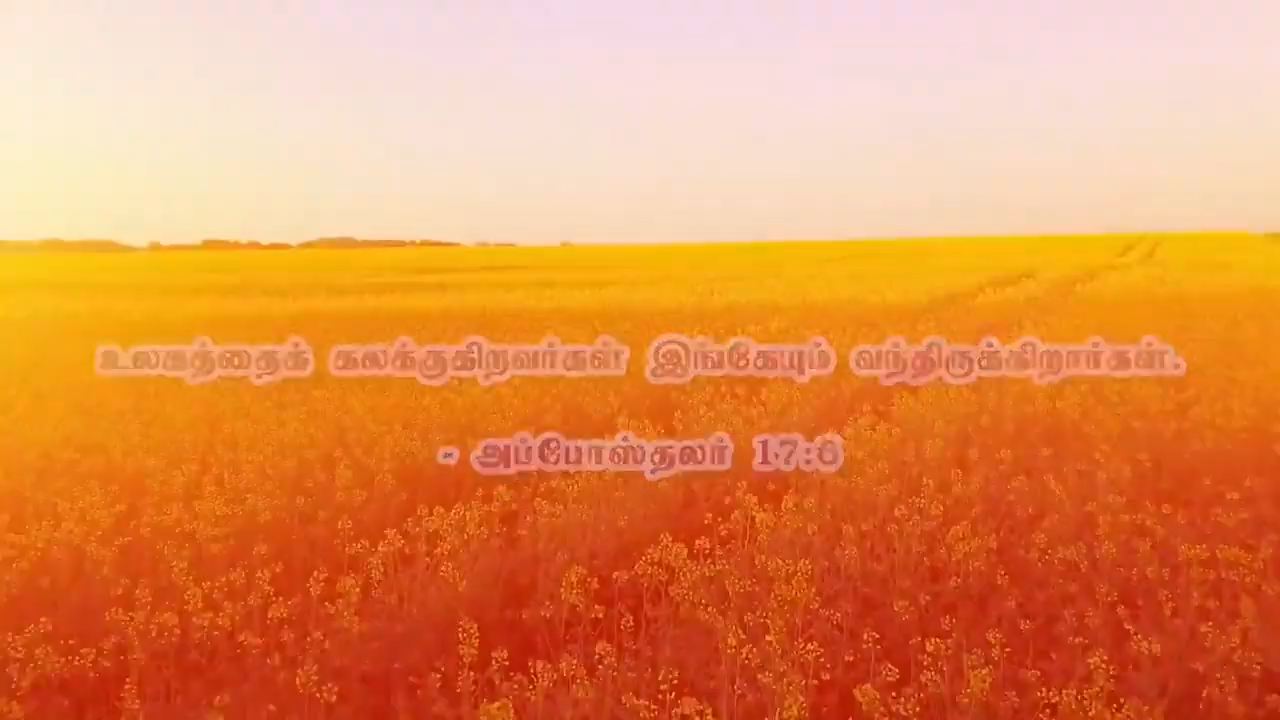 உலகத்தைக் கலக்குகிறவர்கள் இங்கேயும் வந்திருக்கிறார்கள்.
- அப்போஸ்தலர் 17:6